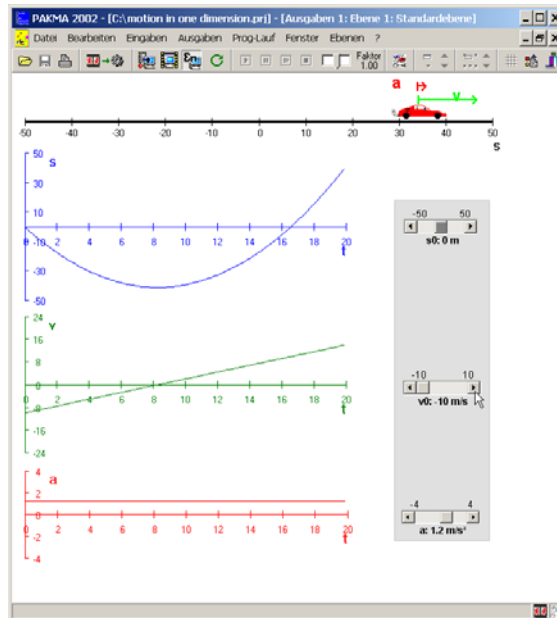 PAKMA 2002 - [C:\motion in one dimension.prj] - [Ausgaben 1: Ebene 1: Standardebene]
Datei Bearbeiten Eingaben Ausgaben Prog-Lauf Fenster Ebenen ?
Faktor
1.00
a v
-50 -40 -30 -20 -10 0 10 20 30 40 50
s
50 s
30
10
0 -10 2 4 6 8 10 12 14 16 18 20
t
-30
-50
24 v
16
8
0 2 4 6 8 10 12 14 16 18 20
t
-8
-16
-24
4 a
2
0 2 4 6 8 10 12 14 16 18 20
t
-2
-4
-50 50
s0: 0 m
-10 10
v0: -10 m/s
-4 4
a: 1.2 m/s²